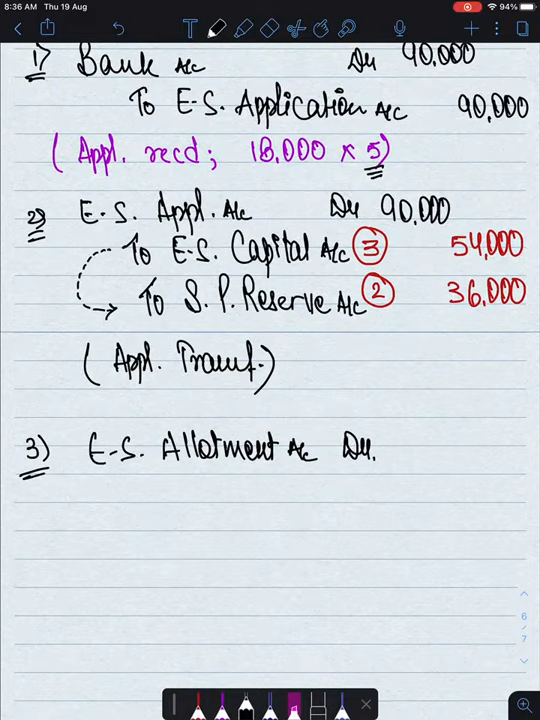 8:36 AM Thu 19 Aug 94%
1) Bank A/c Dr 90,000
To E.S. Application A/c 90,000
( Appl. recd; 18,000 x 5)
2) E.S. Appl. A/c Dr 90,000
To E.S. Capital A/c 3 54,000
To S.P. Reserve A/c 2 36,000
( Appl. Transf.)
3) E-S. Allotment A/c Dr.
6
7